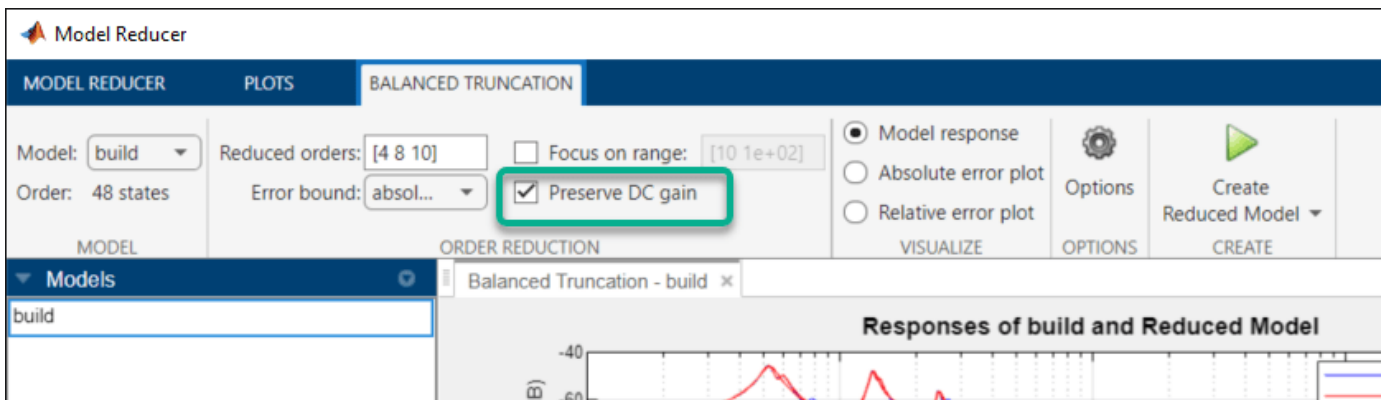 Model Reducer
MODEL REDUCER PLOTS BALANCED TRUNCATION
Model: build Reduced orders: [4 8 10] Focus on range: [10 1e+02] Model response
Order: 48 states Error bound: absol... Preserve DC gain Absolute error plot Options Create
Relative error plot Reduced Model
MODEL ORDER REDUCTION VISUALIZE OPTIONS CREATE
Models Balanced Truncation - build ×
build
Responses of build and Reduced Model
-40
-60
B)